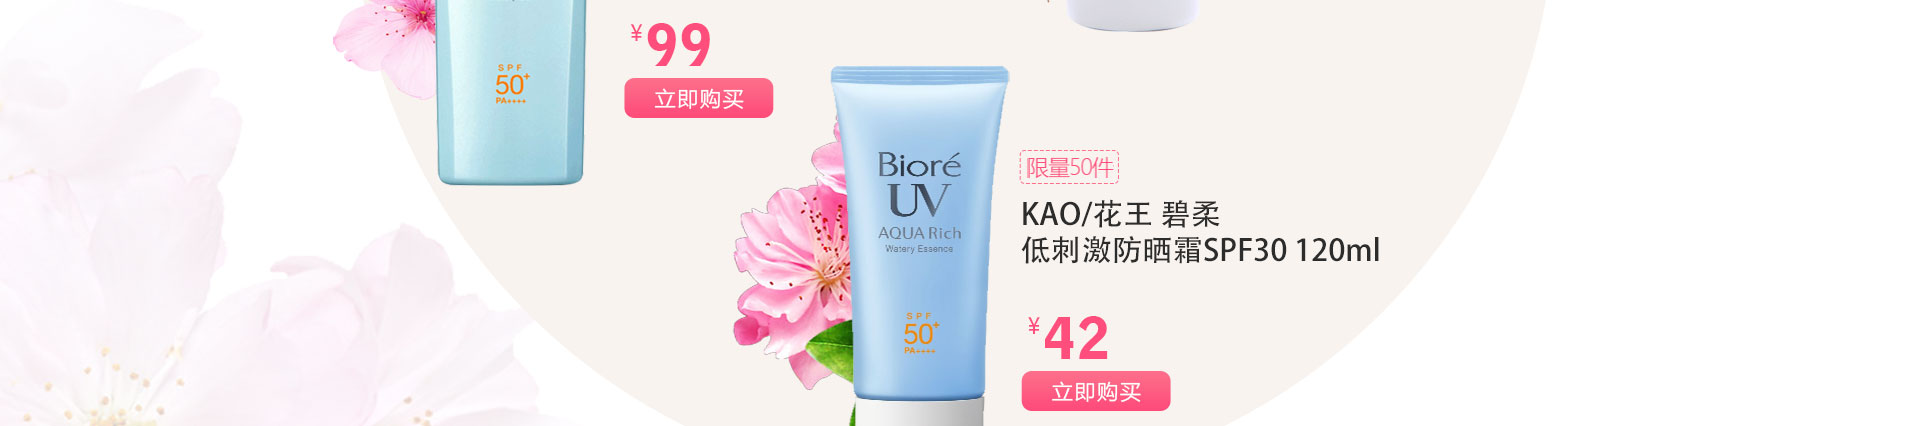 SPF
50+
PA++++
¥99
立即购买
Bioré
UV
AQUA Rich
Watery Essence
SPF
50+
PA++++
限量50件
KAO/花王 碧柔
低刺激防晒霜SPF30 120ml
¥42
立即购买